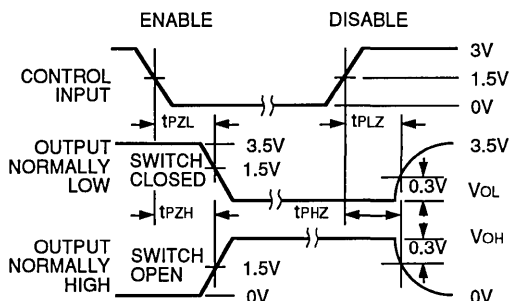 ENABLE DISABLE
3V
CONTROL INPUT 1.5V
0V
tPZL tPLZ
OUTPUT NORMALLY LOW
3.5V 3.5V
SWITCH CLOSED 1.5V
0.3V VOL
tPZH tPHZ
VOH
0.3V
OUTPUT NORMALLY HIGH
SWITCH OPEN 1.5V
0V 0V